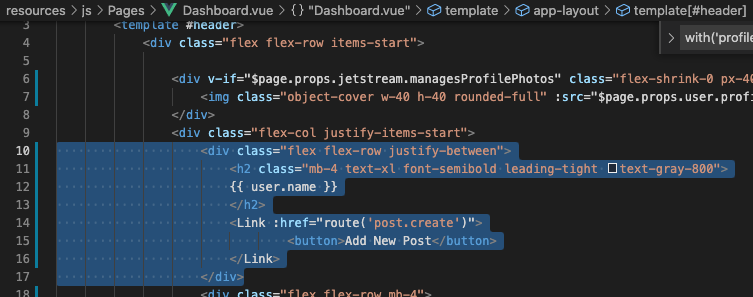 resources > js > Pages > Dashboard.vue > {} "Dashboard.vue" > template > app-layout > template[#header]
> with('profile
3 <template #header>
4 <div class="flex flex-row items-start">
5
6 <div v-if="$page.props.jetstream.managesProfilePhotos" class="flex-shrink-0 px-40
7 <img class="object-cover w-40 h-40 rounded-full" :src="$page.props.user.prof
8 </div>
9 <div class="flex-col justify-items-start">
10 <div class="flex flex-row justify-between">
11 <h2 class="mb-4 text-xl font-semibold leading-tight text-gray-800">
12 {{ user.name }}
13 </h2>
14 <Link :href="route('post.create')">
15 <button>Add New Post</button>
16 </Link>
17 </div>
18 <div class="flex flex-row mb-4">